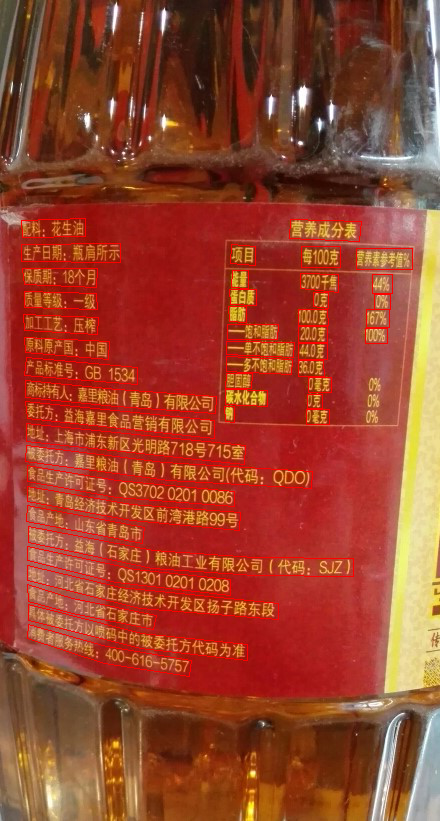 配料：花生油
生产日期：瓶肩所示
保质期：18个月
质量等级：一级
加工工艺：压榨
原料原产国：中国
产品标准号：GB 1534
商标持有人：嘉里粮油（青岛）有限公司
委托方：益海嘉里食品营销有限公司
地址：上海市浦东新区光明路718号715室
被委托方：嘉里粮油（青岛）有限公司(代码：QDO)
食品生产许可证号：QS3702 0201 0086
地址：青岛经济技术开发区前湾港路99号
食品产地：山东省青岛市
被委托方：益海（石家庄）粮油工业有限公司（代码：SJZ）
食品生产许可证号：QS1301 0201 0208
地址：河北省石家庄经济技术开发区扬子路东段
食品产地：河北省石家庄市
具体被委托方以喷码中的被委托方代码为准
消费者服务热线：400-616-5757
营养成分表
项目 每100克 营养素参考值%
能量 3700千焦 44%
蛋白质 0克 0%
脂肪 100.0克 167%
——饱和脂肪 20.0克 100%
——单不饱和脂肪 44.0克
——多不饱和脂肪 36.0克
胆固醇 0毫克 0%
碳水化合物 0克 0%
钠 0毫克 0%